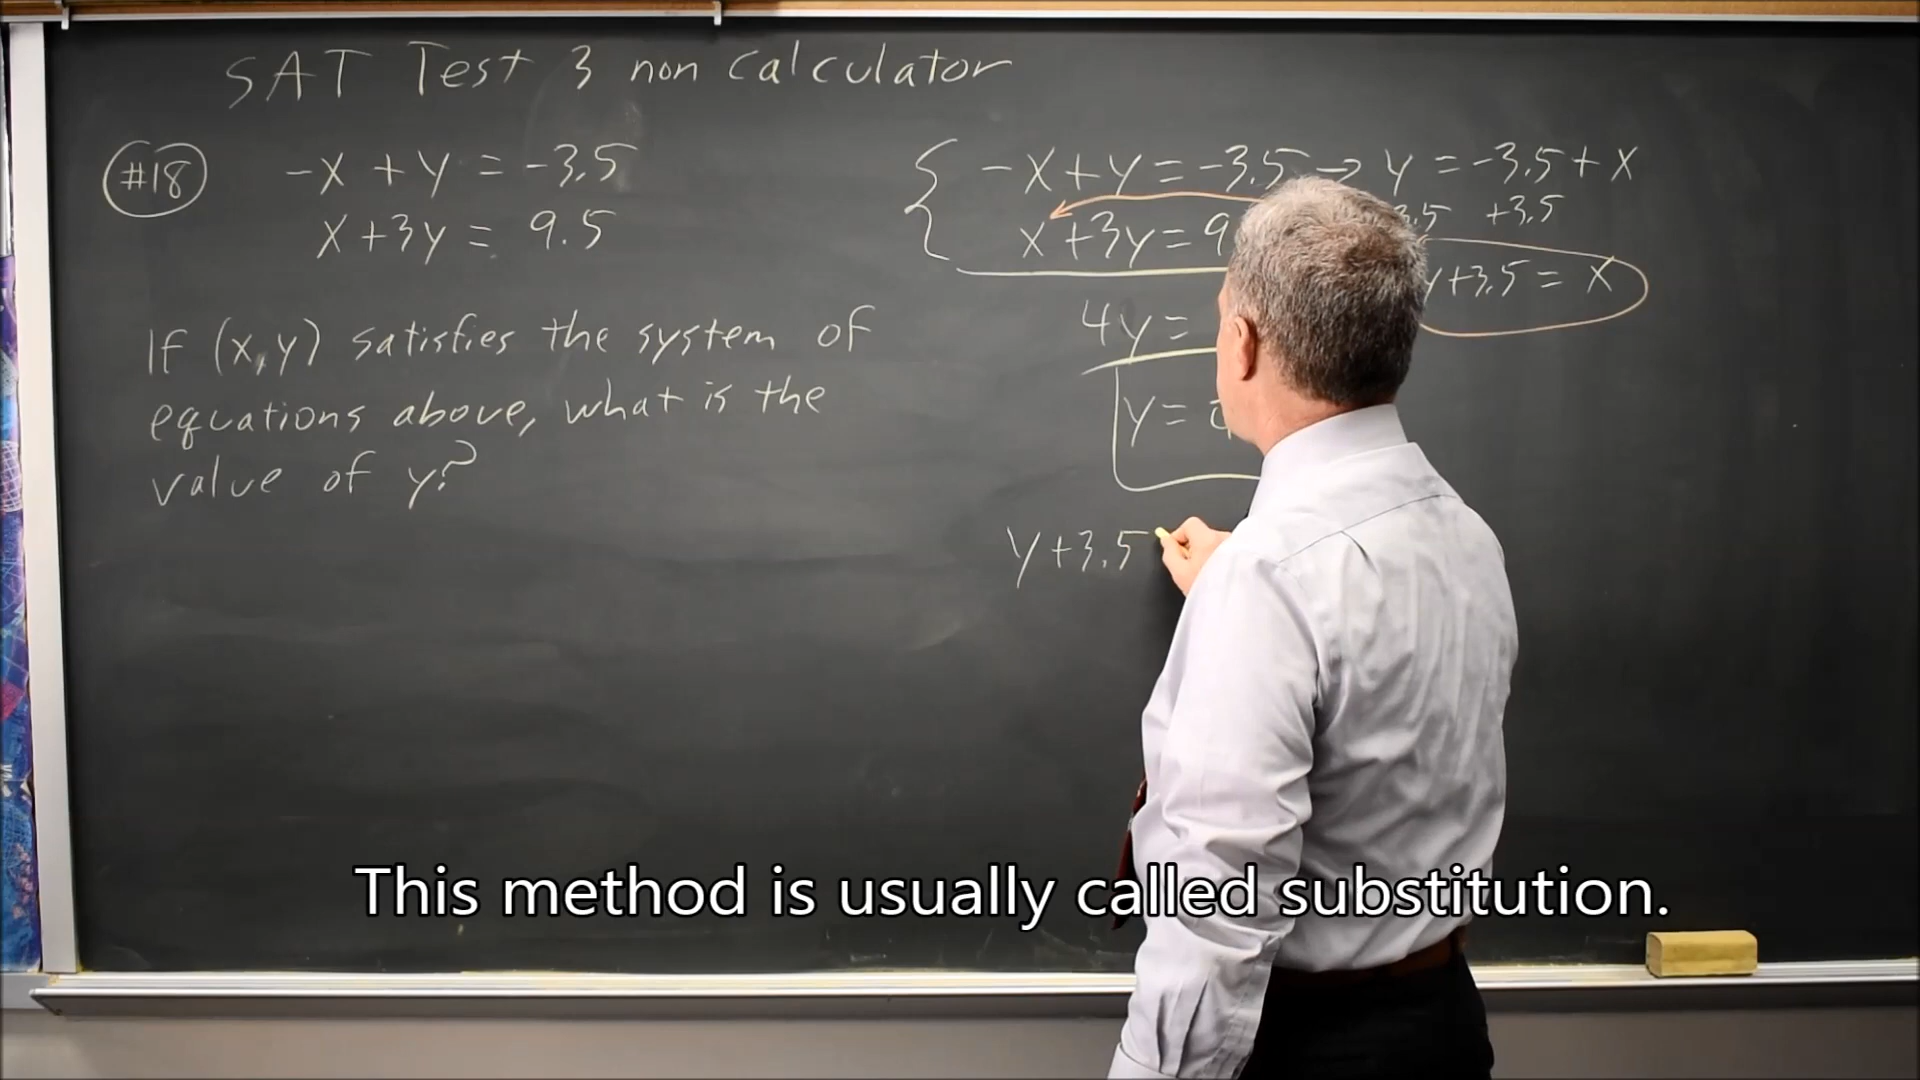 SAT Test 3 non calculator
#18
-x + y = -3.5
x + 3y = 9.5
If (x,y) satisfies the system of
equations above, what is the
value of y?
-x + y = -3.5 → y = -3.5 + x
x + 3y = 9
3.5 +3.5
y + 3.5 = x
4y =
y =
y + 3.5
This method is usually called substitution.